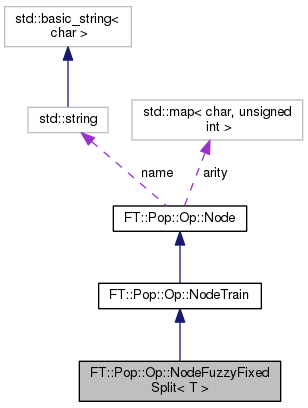 std::basic_string<
char >
std::string
std::map< char, unsigned
int >
name
arity
FT::Pop::Op::Node
FT::Pop::Op::NodeTrain
FT::Pop::Op::NodeFuzzyFixed
Split< T >